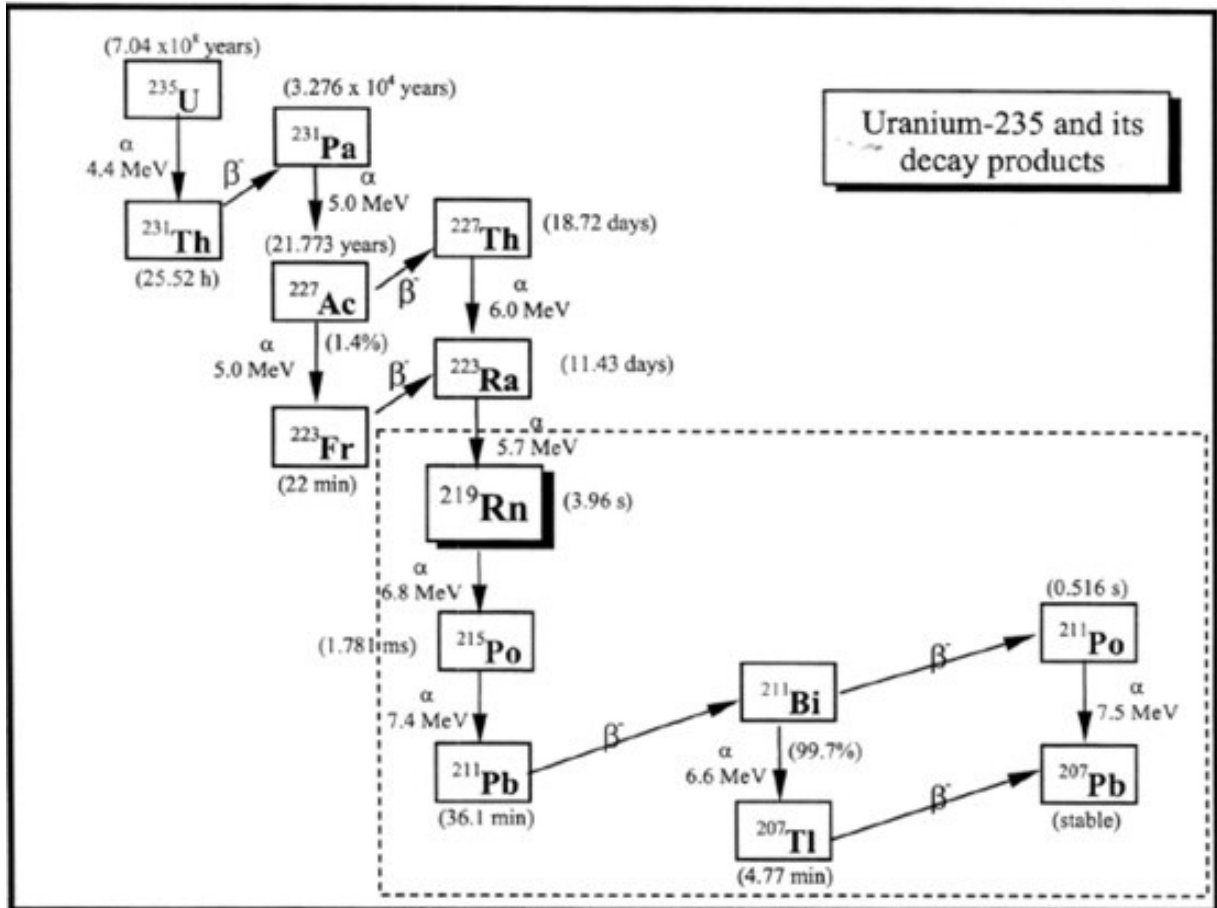 (7.04 x10⁸ years)
²³⁵U
(3.276 x 10⁴ years)
²³¹Pa
Uranium-235 and its
decay products
α
4.4 MeV
β⁻
α
5.0 MeV
²³¹Th
(25.52 h)
(21.773 years)
²²⁷Th
(18.72 days)
²²⁷Ac
β⁻
α
6.0 MeV
(1.4%)
α
5.0 MeV
β⁻
²²³Ra
(11.43 days)
²²³Fr
(22 min)
α
5.7 MeV
²¹⁹Rn
(3.96 s)
α
6.8 MeV
(1.781 ms)
²¹⁵Po
(0.516 s)
²¹¹Po
β⁻
α
7.4 MeV
²¹¹Bi
α
7.5 MeV
β⁻
²¹¹Pb
(36.1 min)
α
6.6 MeV
(99.7%)
²⁰⁷Pb
(stable)
β⁻
²⁰⁷Tl
(4.77 min)